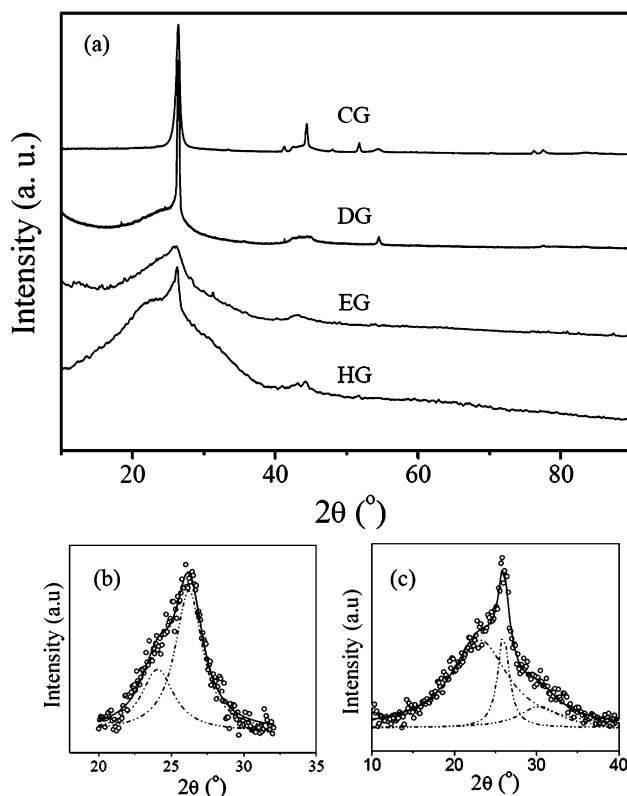 (a)
CG
DG
EG
HG
Intensity (a. u.)
20 40 60 80
2θ (°)
(b)
Intensity (a.u)
20 25 30 35
2θ (°)
(c)
Intensity (a.u)
10 20 30 40
2θ (°)